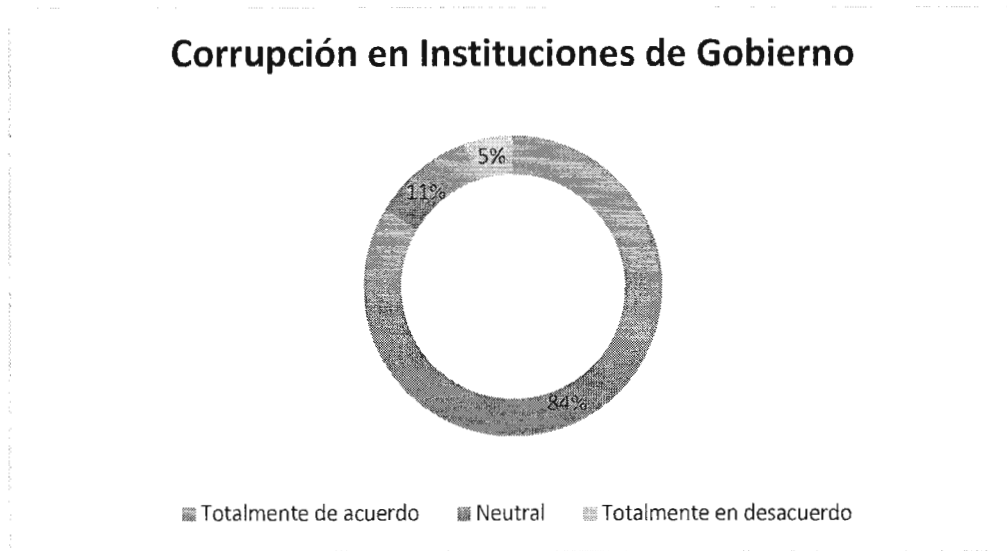 Corrupción en Instituciones de Gobierno
5%
11%
84%
Totalmente de acuerdo Neutral Totalmente en desacuerdo